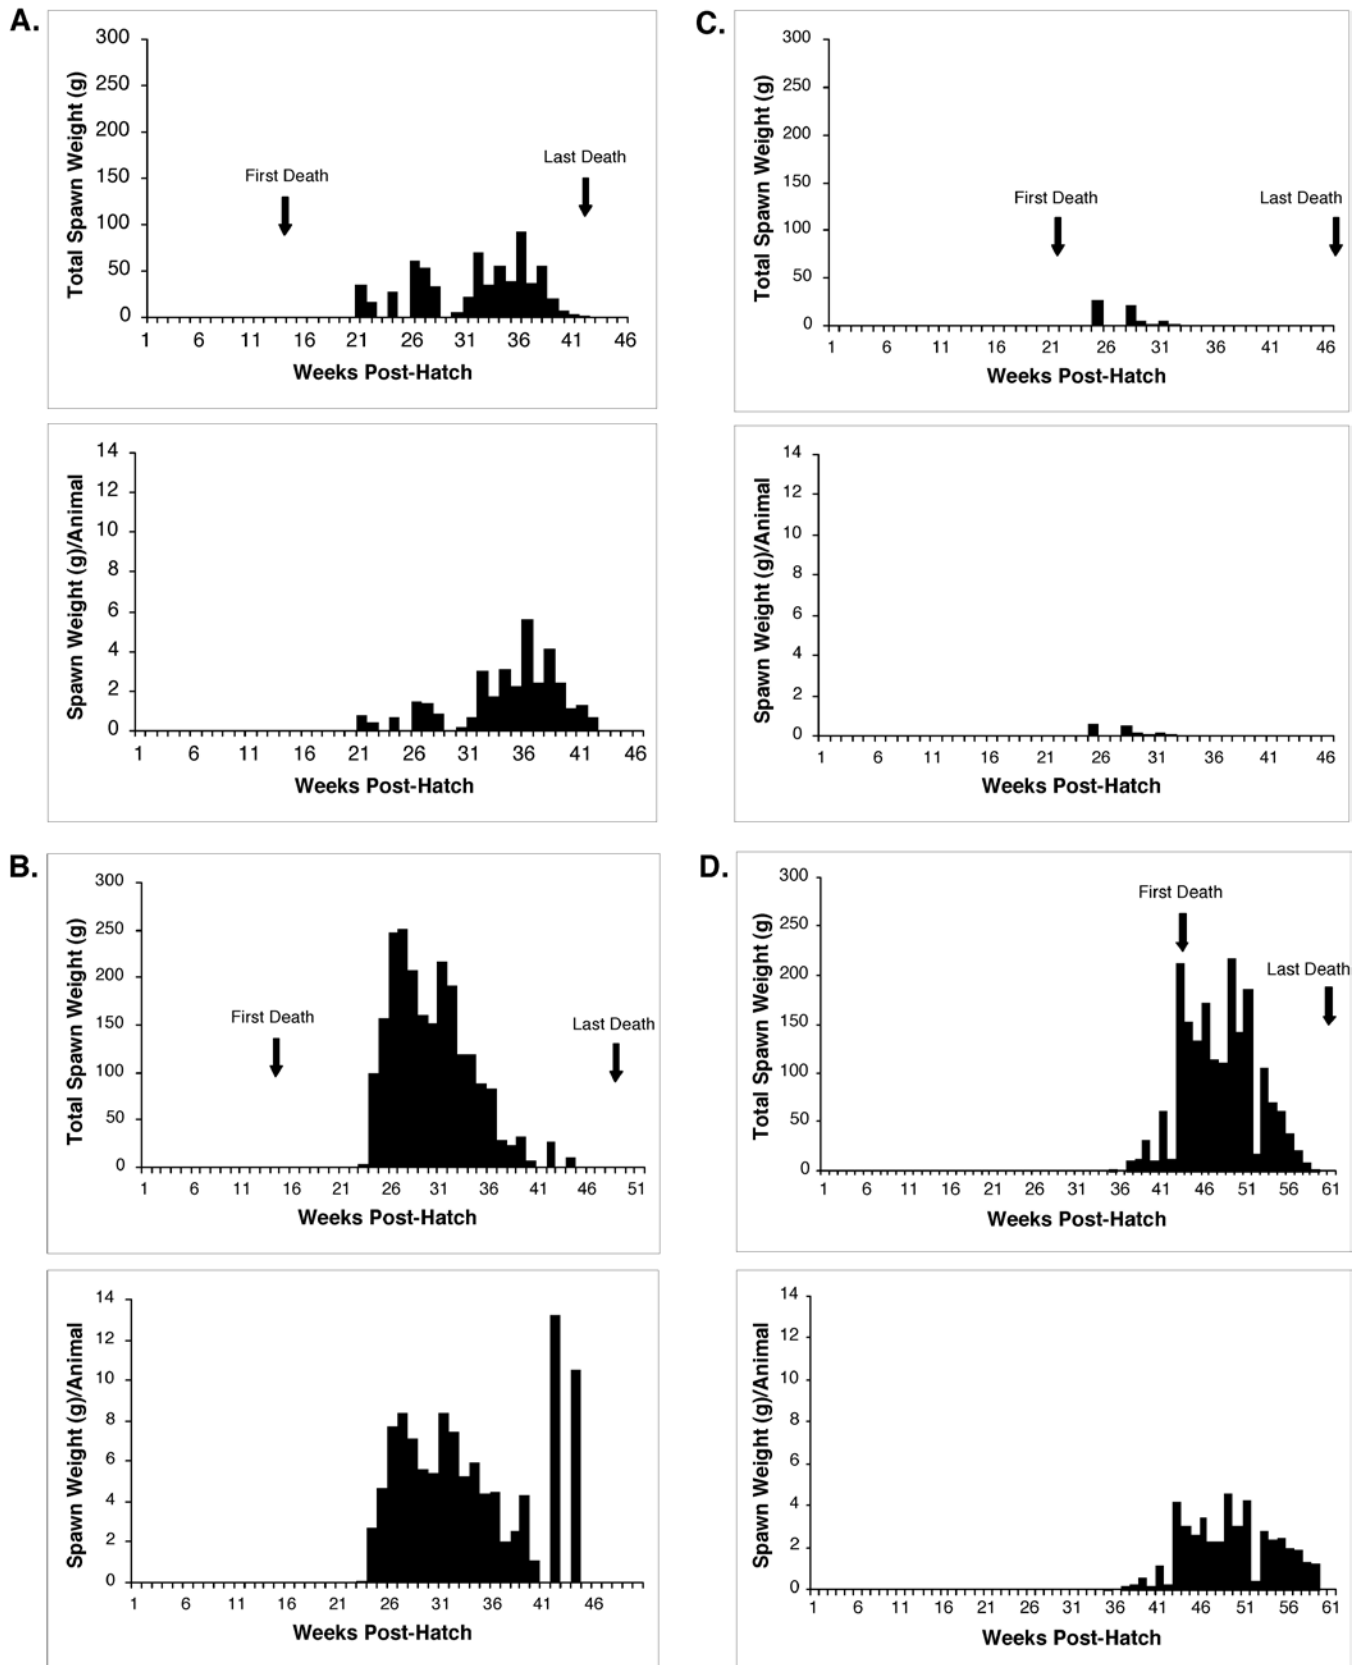 A.
300
250
200
150
100
50
0
Total Spawn Weight (g)
First Death
Last Death
1 6 11 16 21 26 31 36 41 46
Weeks Post-Hatch
14
12
10
8
6
4
2
0
Spawn Weight (g)/Animal
1 6 11 16 21 26 31 36 41 46
Weeks Post-Hatch
B.
300
250
200
150
100
50
0
Total Spawn Weight (g)
First Death
Last Death
1 6 11 16 21 26 31 36 41 46 51
Weeks Post-Hatch
14
12
10
8
6
4
2
0
Spawn Weight (g)/Animal
1 6 11 16 21 26 31 36 41 46
Weeks Post-Hatch
C.
300
250
200
150
100
50
0
Total Spawn Weight (g)
First Death
Last Death
1 6 11 16 21 26 31 36 41 46
Weeks Post-Hatch
14
12
10
8
6
4
2
0
Spawn Weight (g)/Animal
1 6 11 16 21 26 31 36 41 46
Weeks Post-Hatch
D.
300
250
200
150
100
50
0
Total Spawn Weight (g)
First Death
Last Death
1 6 11 16 21 26 31 36 41 46 51 56 61
Weeks Post-Hatch
14
12
10
8
6
4
2
0
Spawn Weight (g)/Animal
1 6 11 16 21 26 31 36 41 46 51 56 61
Weeks Post-Hatch